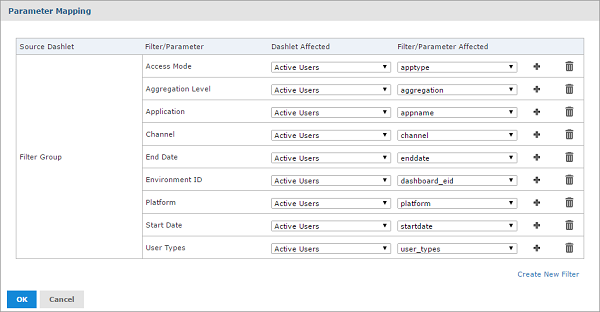 Parameter Mapping
Source Dashlet Filter/Parameter Dashlet Affected Filter/Parameter Affected
Access Mode Active Users apptype
Aggregation Level Active Users aggregation
Application Active Users appname
Channel Active Users channel
Filter Group End Date Active Users enddate
Environment ID Active Users dashboard_eid
Platform Active Users platform
Start Date Active Users startdate
User Types Active Users user_types
Create New Filter
OK Cancel